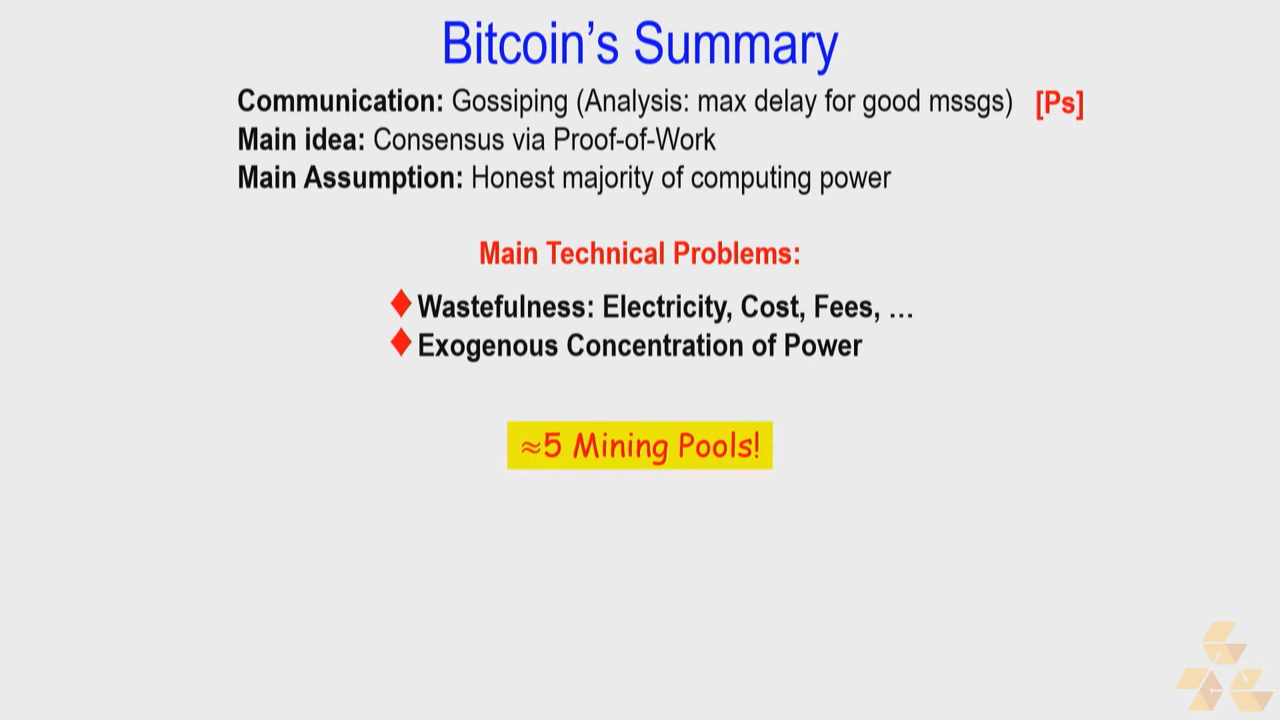 Bitcoin's Summary
Communication: Gossiping (Analysis: max delay for good mssgs) [Ps]
Main idea: Consensus via Proof-of-Work
Main Assumption: Honest majority of computing power
Main Technical Problems:
♦ Wastefulness: Electricity, Cost, Fees, …
♦ Exogenous Concentration of Power
≈5 Mining Pools!